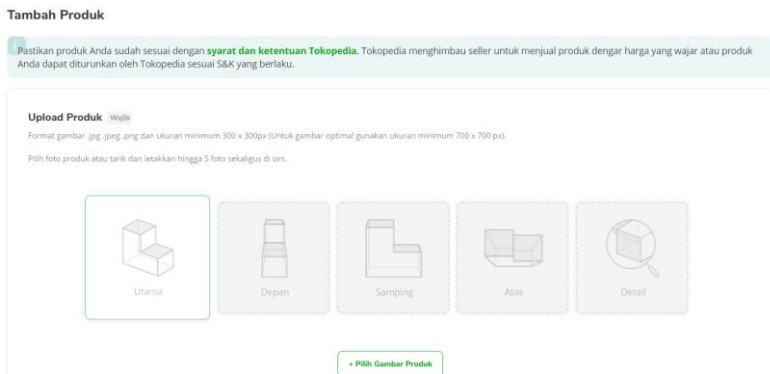 Tambah Produk
Pastikan produk Anda sudah sesuai dengan syarat dan ketentuan Tokopedia. Tokopedia menghimbau seller untuk menjual produk dengar harga yang wajar atau produk
Anda dapat diturunkan oleh Tokopedia sesuai S&K yang berlaku.
Upload Produk Wajib
Format gambar .jpg .jpeg .png dan ukuran minimum 300 x 300px (Untuk gambar optimal gunakan ukuran minimum 700 x 700 px).
Pilih foto produk atau tarik dan letakkan hingga 5 foto sekaligus di sini.
Utama Depan Samping Atas Detail
+ Pilih Gambar Produk